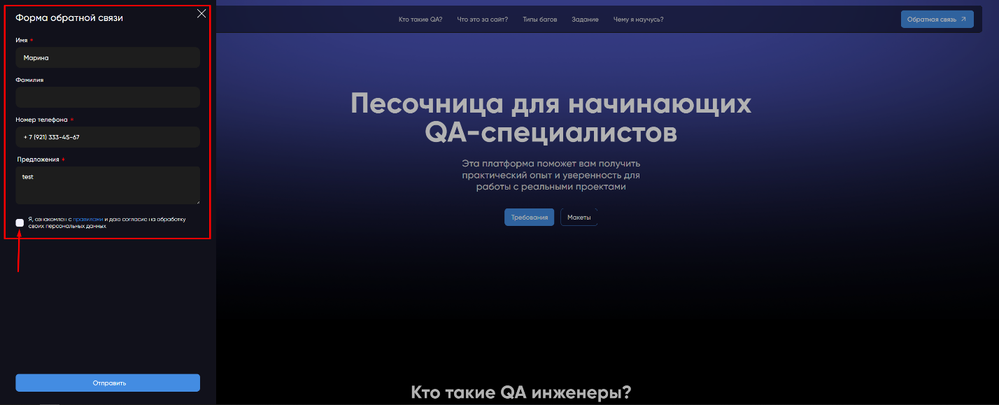 Форма обратной связи
Имя *
Марина
Фамилия
Номер телефона *
+ 7 (921) 333-45-67
Предложения *
test
Я, ознакомлен с правилами и даю согласие на обработку
своих персональных данных
Отправить
Кто такие QA? Что это за сайт? Типы багов Задание Чему я научусь?
Обратная связь
Песочница для начинающих
QA-специалистов
Эта платформа поможет вам получить
практический опыт и уверенность для
работы с реальными проектами
Требования Макеты
Кто такие QA инженеры?